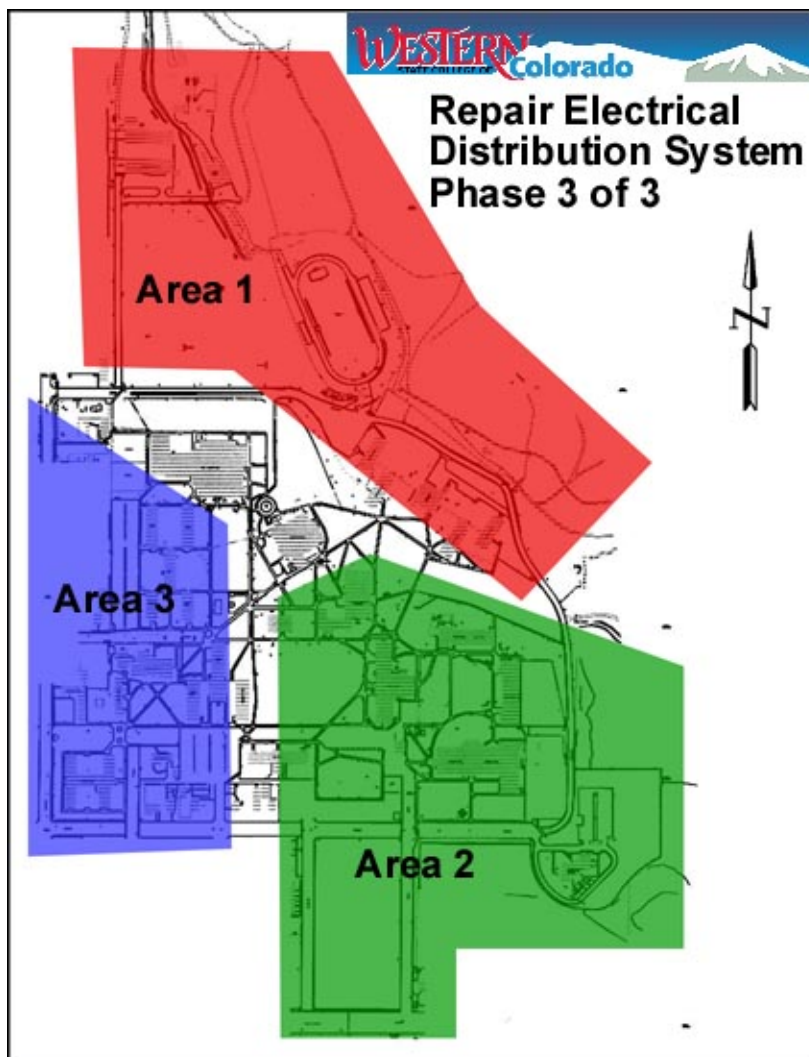 WESTERN
STATE COLLEGE OF
Colorado
Repair Electrical
Distribution System
Phase 3 of 3
N
Area 1
Area 3
Area 2